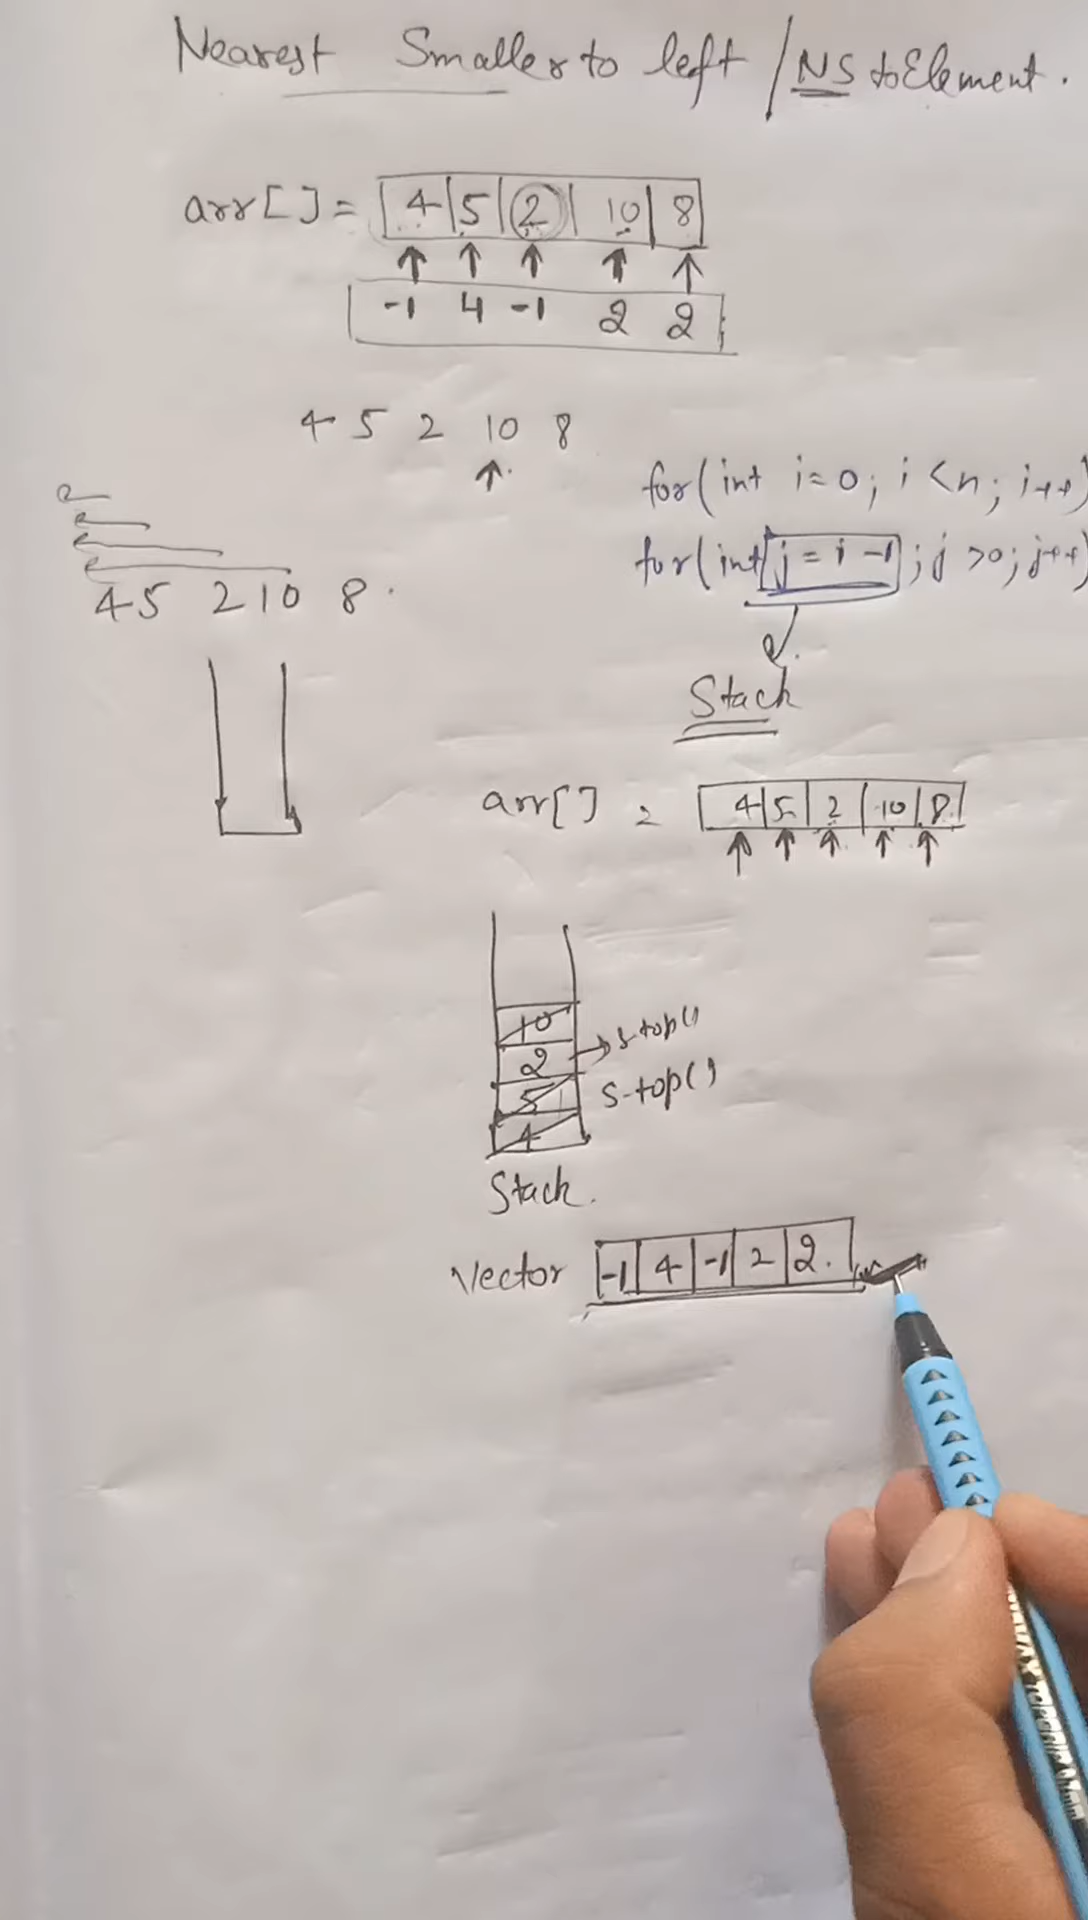 Nearest Smaller to left / NS to Element.
arr[] = 4 5 2 10 8
-1 4 -1 2 2
4 5 2 10 8
for(int i=0; i<n; i++)
for(int j=i-1; j>0; j++)
4 5 2 10 8
Stack
arr[] = 4 5 2 10 8
10
2 → s.top()
5 s-top()
4
Stack.
Vector -1 4 -1 2 2.